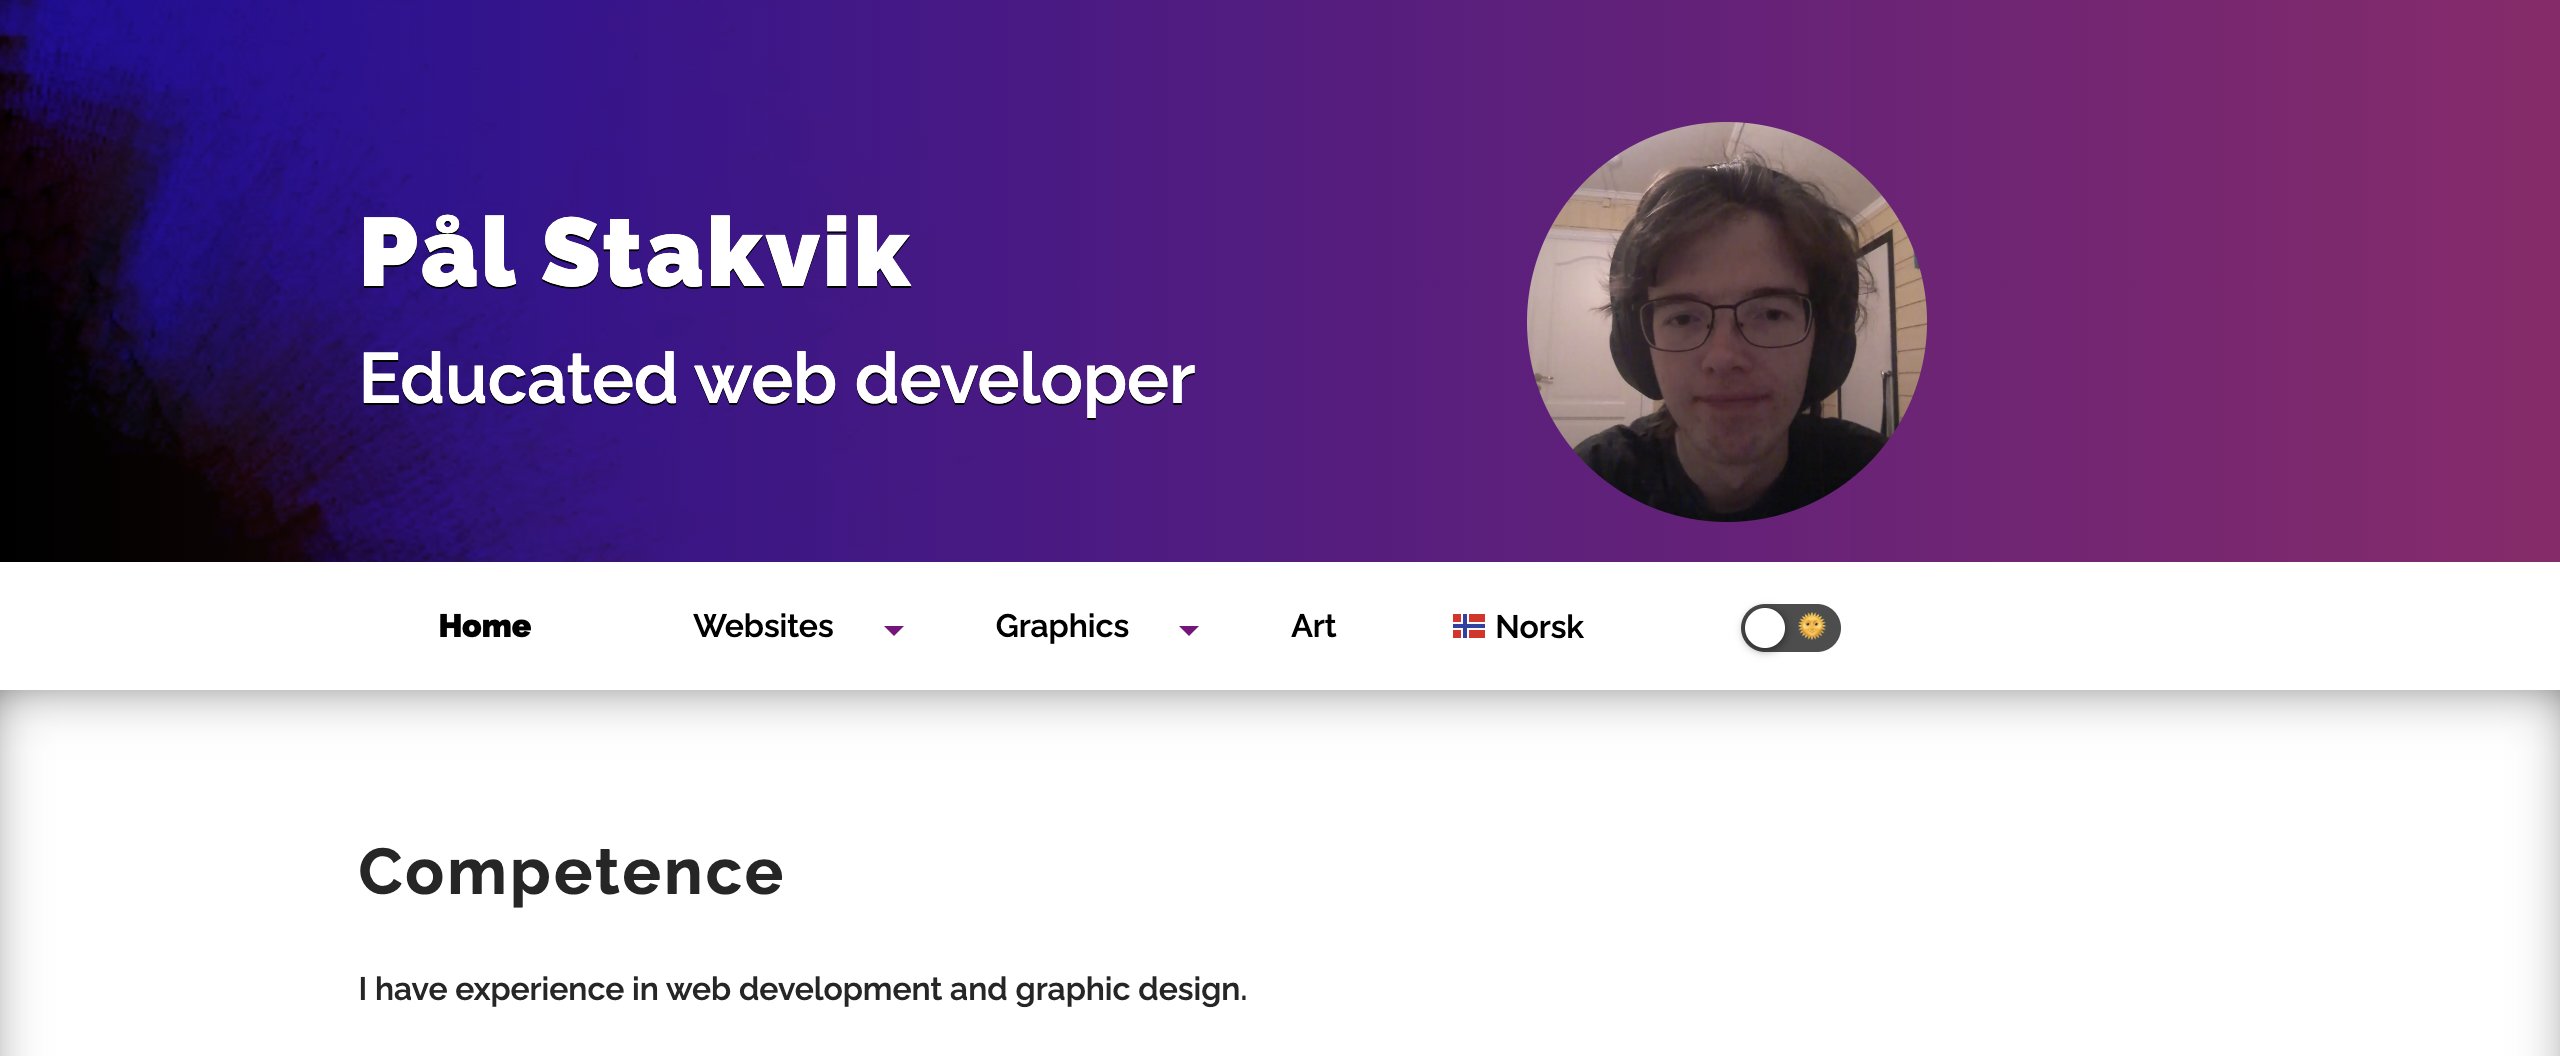 Pål Stakvik
Educated web developer
Home Websites Graphics Art Norsk
Competence
I have experience in web development and graphic design.